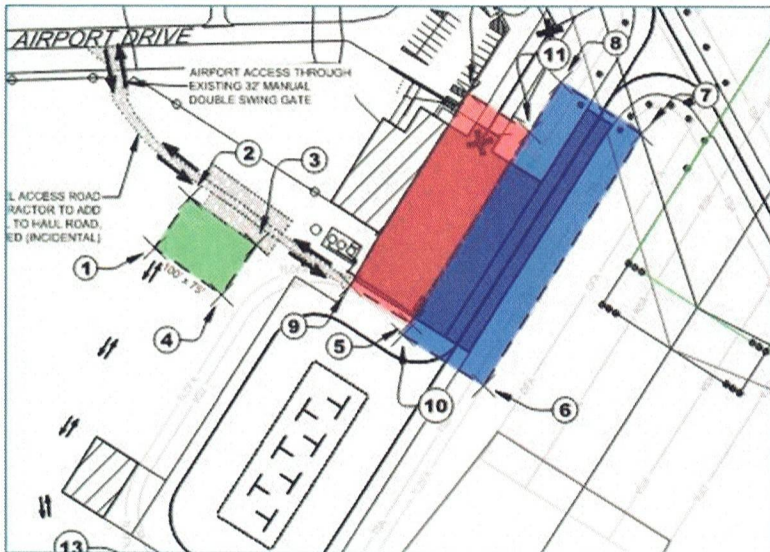 AIRPORT DRIVE
AIRPORT ACCESS THROUGH
EXISTING 32' MANUAL
DOUBLE SWING GATE
11
8
7
2
3
L ACCESS ROAD
RACTOR TO ADD
L TO HAUL ROAD,
ED (INCIDENTAL)
1
100' x 75'
4
9
5
10
6
13